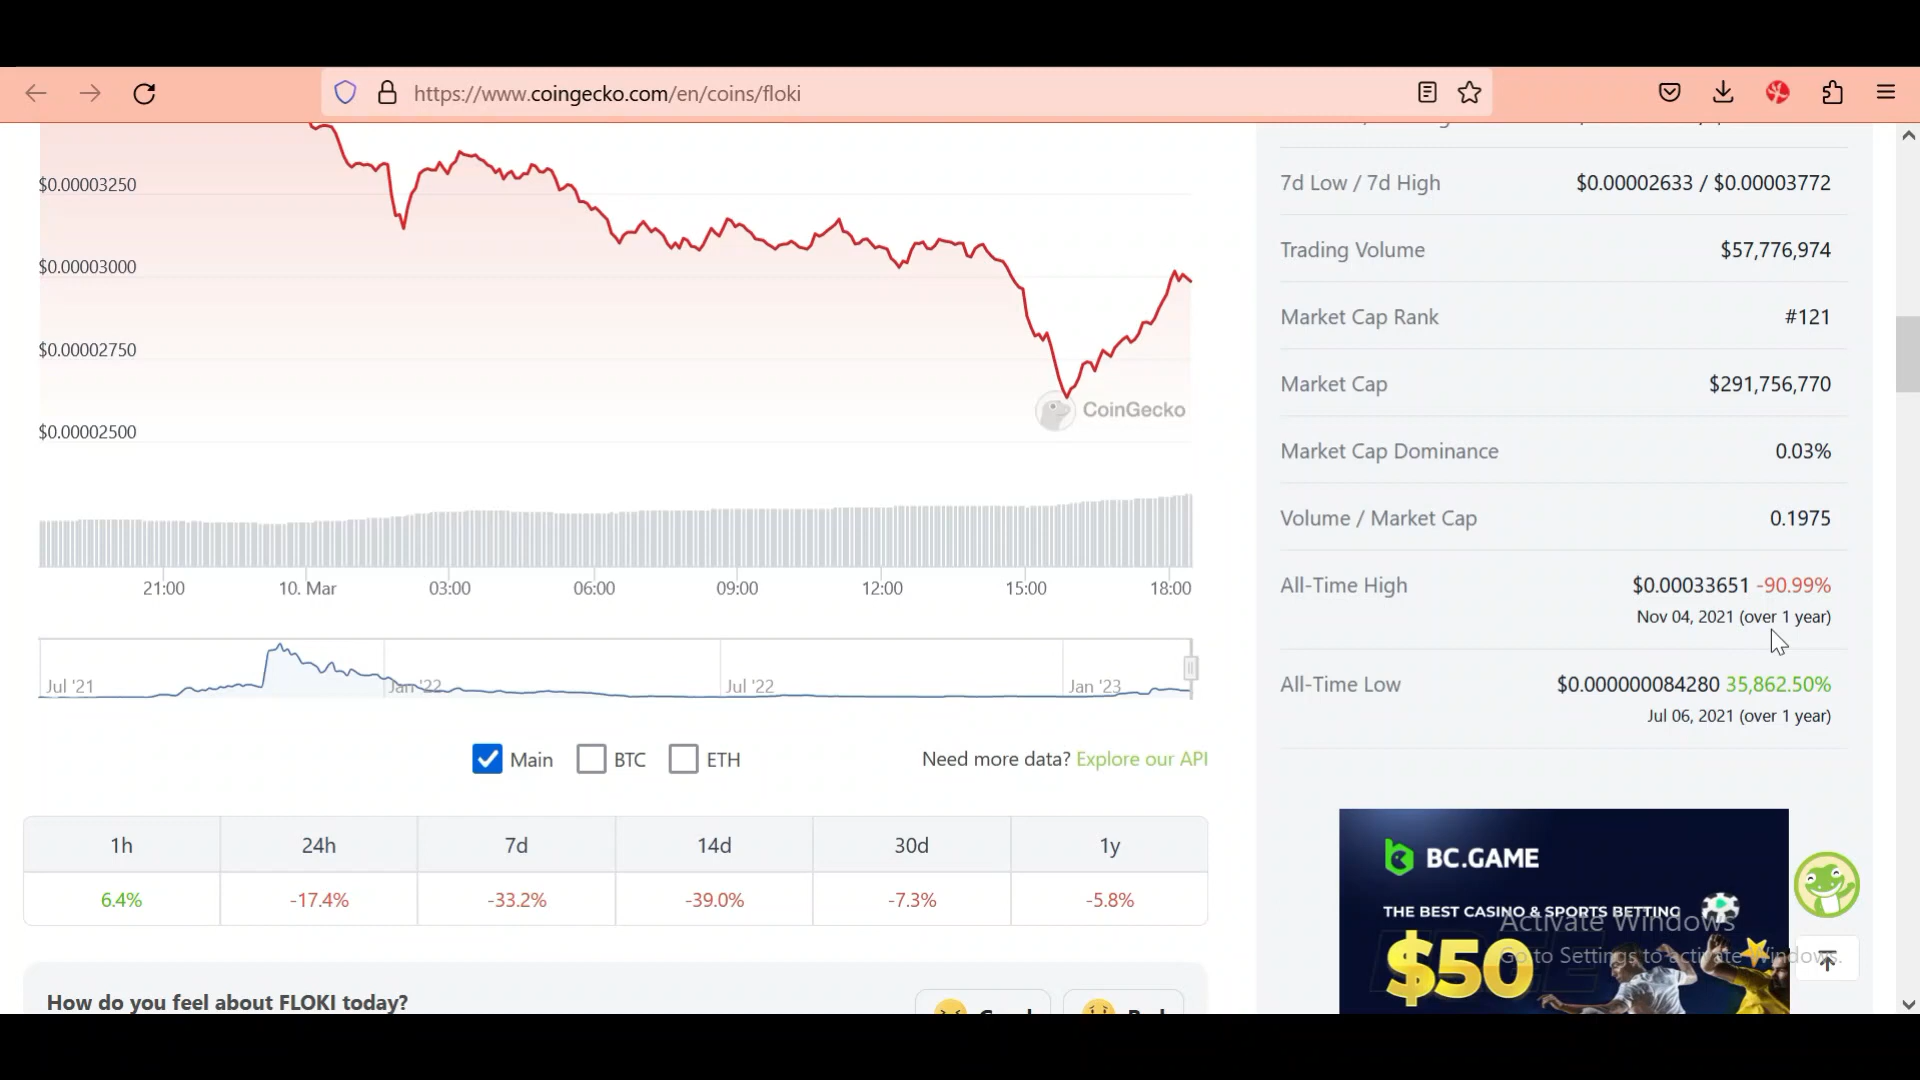 https://www.coingecko.com/en/coins/floki
$0.00003250
$0.00003000
$0.00002750
$0.00002500
CoinGecko
21:00 10. Mar 03:00 06:00 09:00 12:00 15:00 18:00
Jul '21 Jan '22 Jul '22 Jan '23
Main BTC ETH
Need more data? Explore our API
1h 24h 7d 14d 30d 1y
6.4% -17.4% -33.2% -39.0% -7.3% -5.8%
How do you feel about FLOKI today?
7d Low / 7d High $0.00002633 / $0.00003772
Trading Volume $57,776,974
Market Cap Rank #121
Market Cap $291,756,770
Market Cap Dominance 0.03%
Volume / Market Cap 0.1975
All-Time High $0.00033651 -90.99%
Nov 04, 2021 (over 1 year)
All-Time Low $0.000000084280 35,862.50%
Jul 06, 2021 (over 1 year)
BC.GAME
THE BEST CASINO & SPORTS BETTING
$50
Activate Windows
Go to Settings to activate Windows.